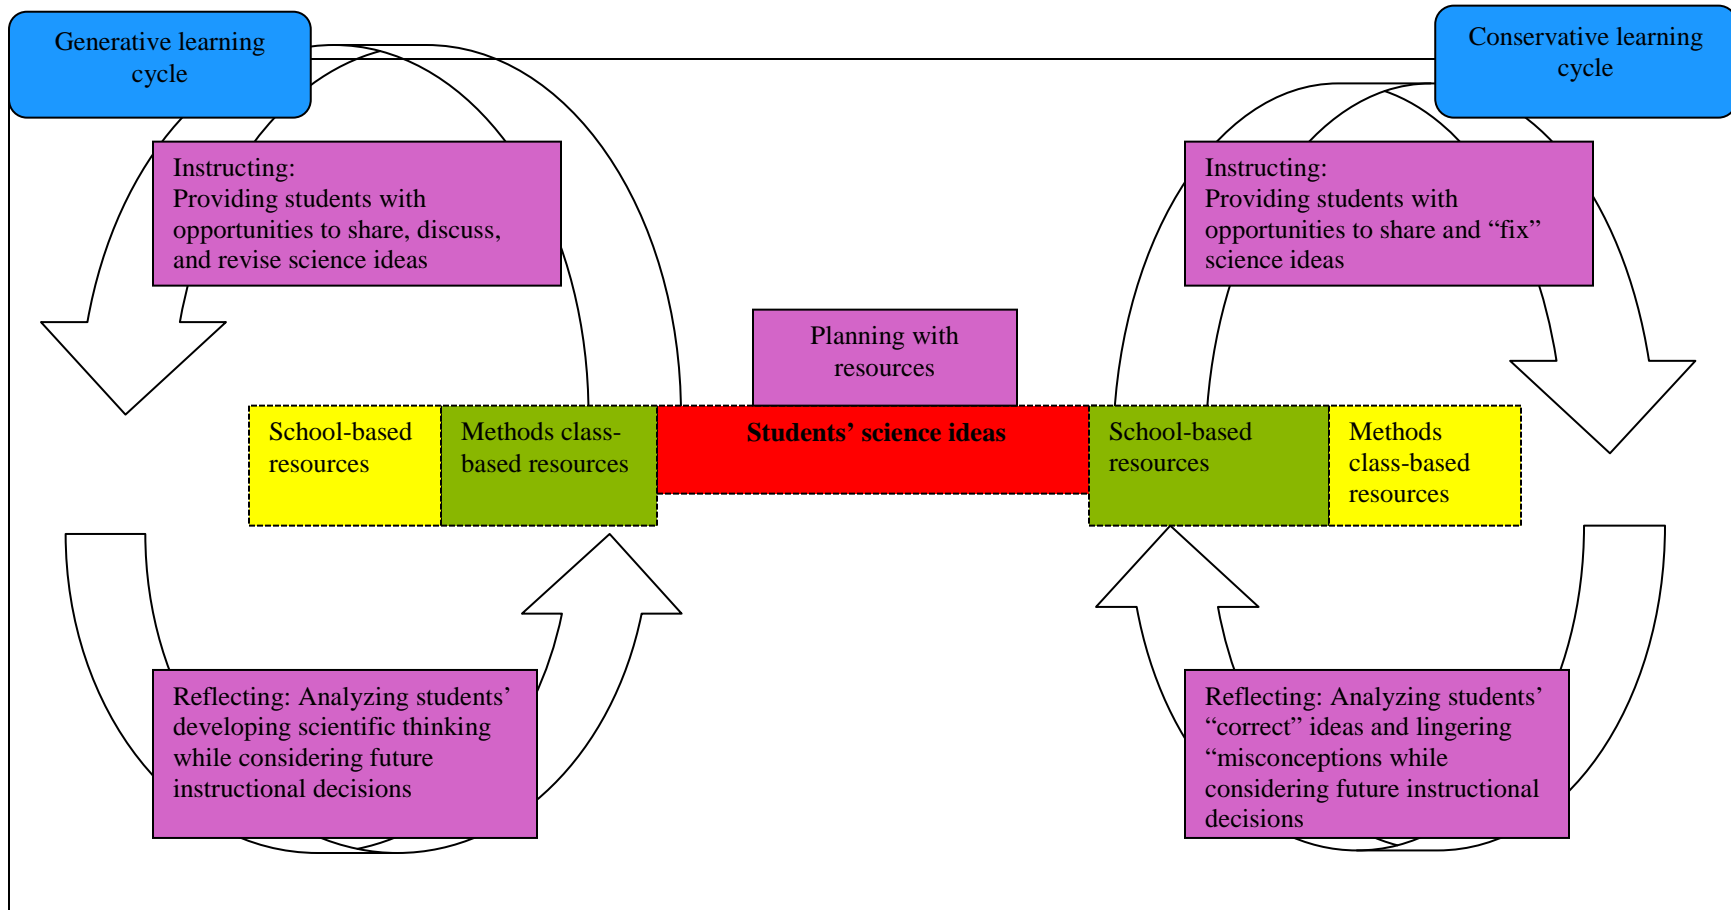 Generative learning
cycle
Conservative learning
cycle
Instructing:
Providing students with
opportunities to share, discuss,
and revise science ideas
Instructing:
Providing students with
opportunities to share and “fix”
science ideas
Planning with
resources
School-based
resources
Methods class-
based resources
Students’ science ideas
School-based
resources
Methods
class-based
resources
Reflecting: Analyzing students’
developing scientific thinking
while considering future
instructional decisions
Reflecting: Analyzing students’
“correct” ideas and lingering
“misconceptions while
considering future instructional
decisions